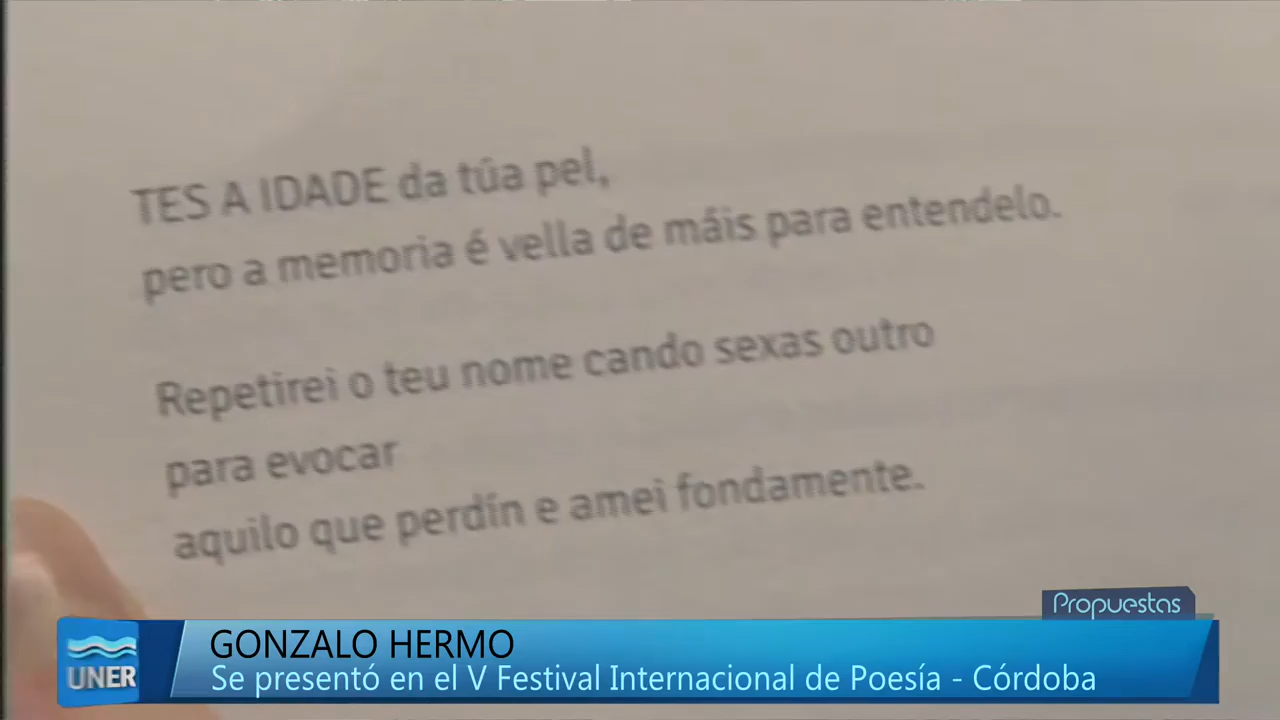 TES A IDADE da túa pel,
pero a memoria é vella de máis para entendelo.
Repetirei o teu nome cando sexas outro
para evocar
aquilo que perdín e amei fondamente.
Propuestas
GONZALO HERMO
UNER
Se presentó en el V Festival Internacional de Poesía - Córdoba